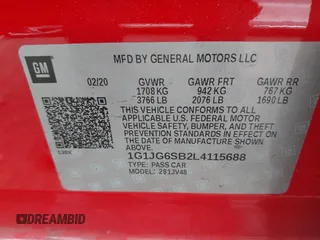 GM
MFD BY GENERAL MOTORS LLC
02/20 GVWR GAWR FRT GAWR RR
1708 KG 942 KG 767 KG
3766 LB 2076 LB 1690 LB
THIS VEHICLE CONFORMS TO ALL APPLICABLE
U.S. FEDERAL MOTOR
VEHICLE SAFETY, BUMPER, AND THEFT
PREVENTION STANDARDS IN EFFECT ON
THE DATE OF MANUFACTURE SHOWN ABOVE.
1G1JG6SB2L4115688
TYPE: PASS CAR
MODEL: 2S1JV48
DREAMBID